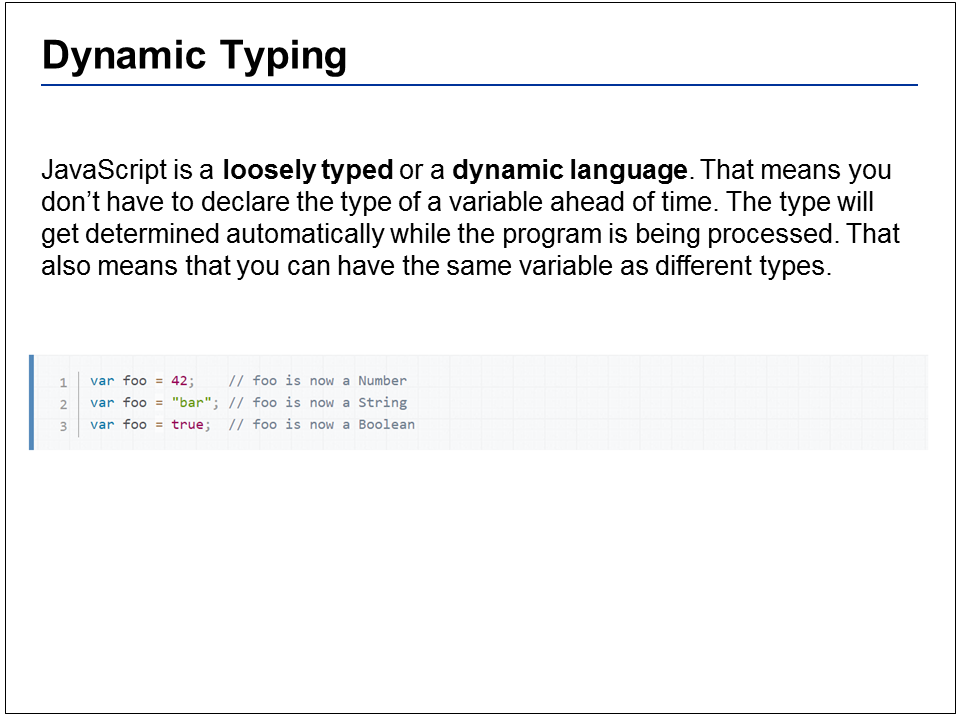 Dynamic Typing
JavaScript is a loosely typed or a dynamic language. That means you
don’t have to declare the type of a variable ahead of time. The type will
get determined automatically while the program is being processed. That
also means that you can have the same variable as different types.
1 var foo = 42;    // foo is now a Number
2 var foo = "bar"; // foo is now a String
3 var foo = true;  // foo is now a Boolean